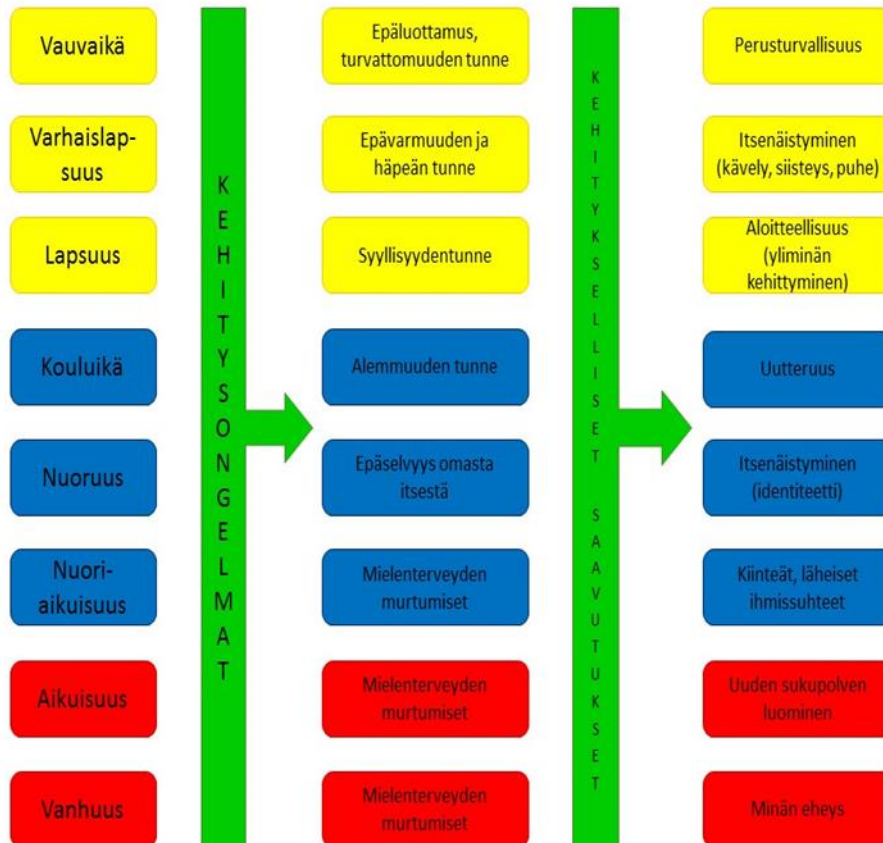 Vauvaikä
Epäluottamus,
turvattomuuden tunne
Perusturvallisuus
Varhaislap-
suus
Epävarmuuden ja
häpeän tunne
Itsenäistyminen
(kävely, siisteys, puhe)
Lapsuus
Syyllisyydentunne
Aloitteellisuus
(yliminän
kehittyminen)
Kouluikä
Alemmuuden tunne
Uutteruus
Nuoruus
Epäselvyys omasta
itsestä
Itsenäistyminen
(identiteetti)
Nuori-
aikuisuus
Mielenterveyden
murtumiset
Kiinteät, läheiset
ihmissuhteet
Aikuisuus
Mielenterveyden
murtumiset
Uuden sukupolven
luominen
Vanhuus
Mielenterveyden
murtumiset
Minän eheys
KEHITYSONGELMAT
KEHITYKSELLISET SAAVUTUKSET